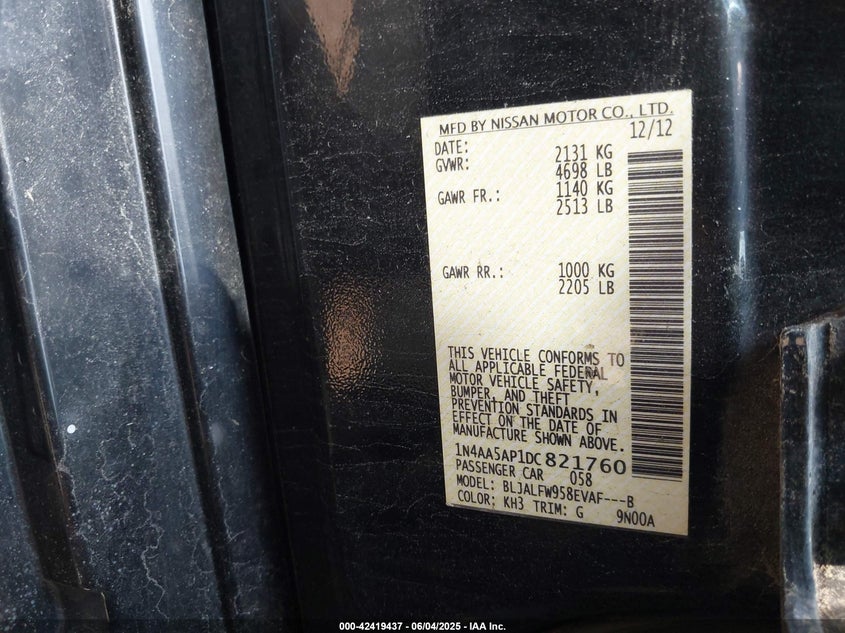 MFD BY NISSAN MOTOR CO., LTD.
DATE: 12/12
GVWR: 2131 KG
4698 LB
GAWR FR.: 1140 KG
2513 LB
GAWR RR.: 1000 KG
2205 LB
THIS VEHICLE CONFORMS TO
ALL APPLICABLE FEDERAL
MOTOR VEHICLE SAFETY,
BUMPER, AND THEFT
PREVENTION STANDARDS IN
EFFECT ON THE DATE OF
MANUFACTURE SHOWN ABOVE.
1N4AA5AP1DC821760
PASSENGER CAR 058
MODEL: BLJALFW958EVAF---B
COLOR: KH3 TRIM: G 9N00A
000-42419437 - 06/04/2025 - IAA Inc.